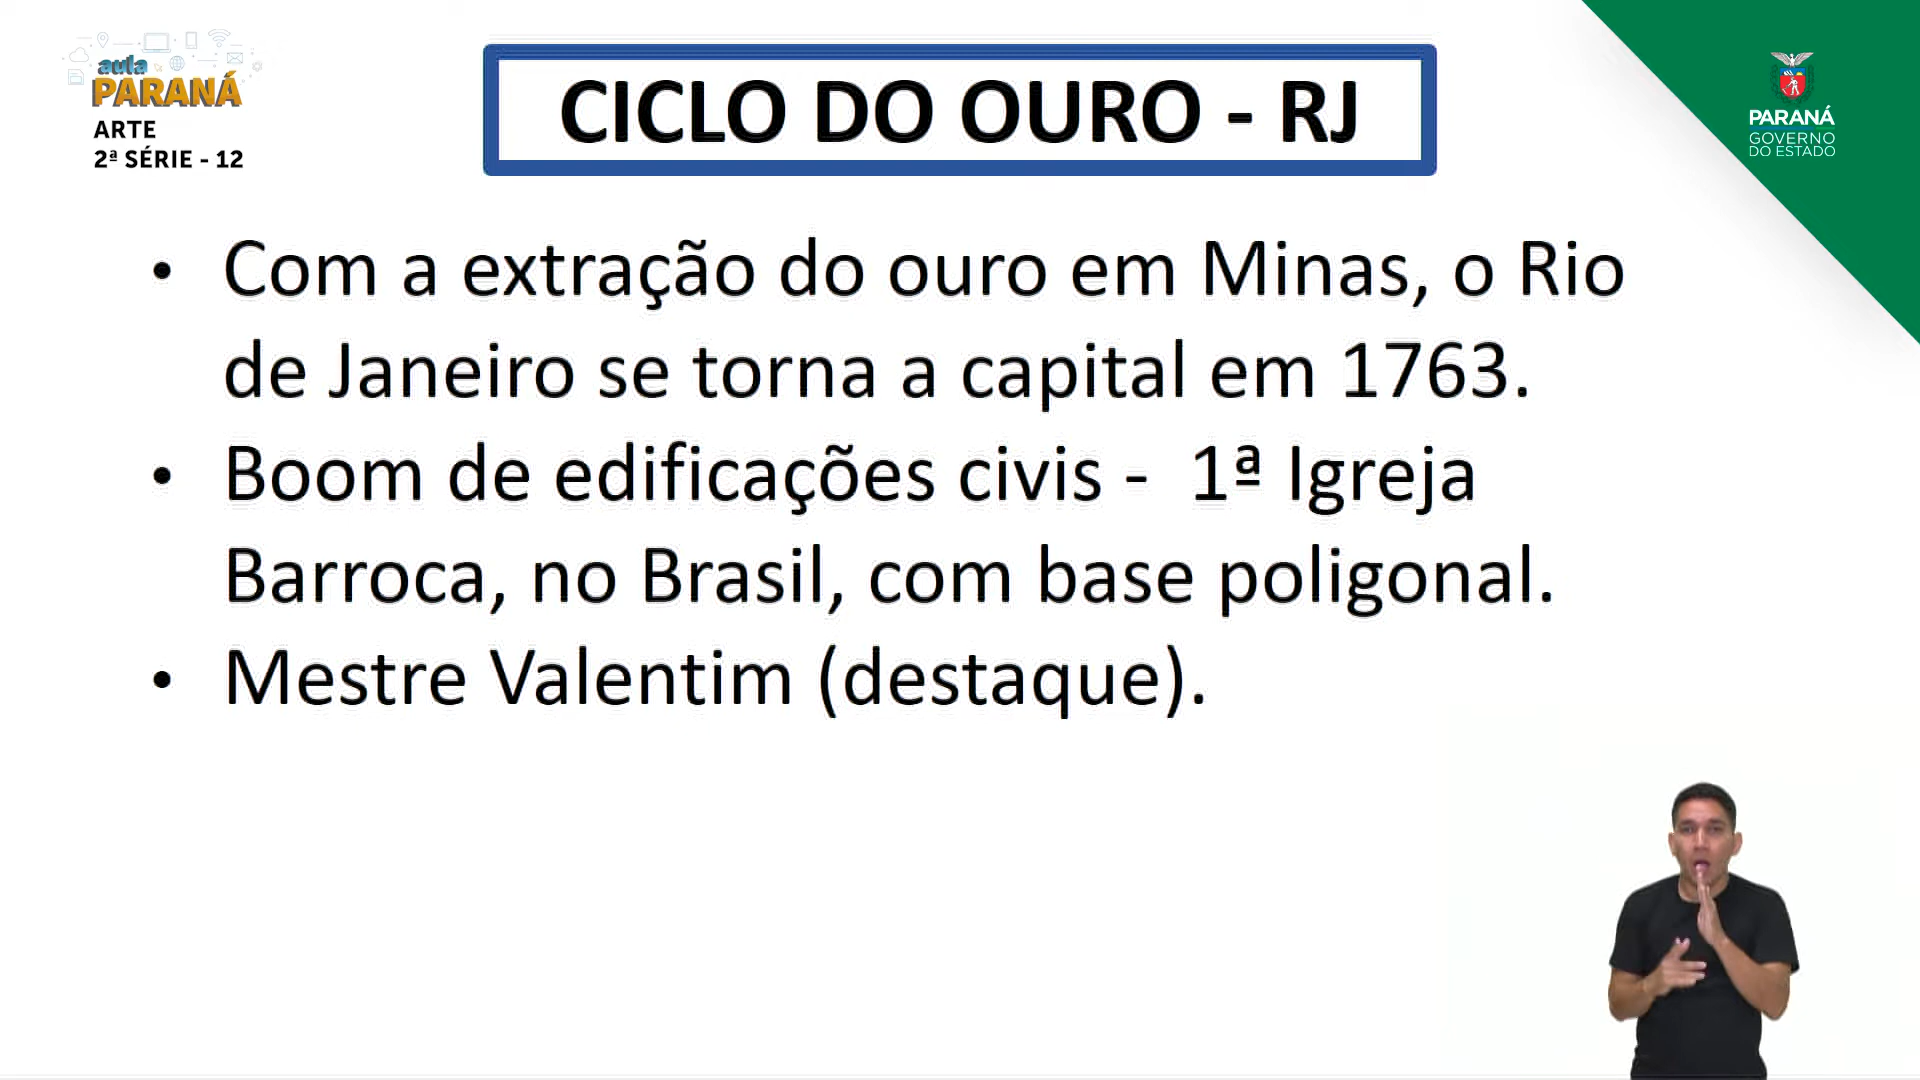 aula
PARANÁ
ARTE
2ª SÉRIE - 12
CICLO DO OURO - RJ
PARANÁ
GOVERNO
DO ESTADO
• Com a extração do ouro em Minas, o Rio
de Janeiro se torna a capital em 1763.
• Boom de edificações civis - 1ª Igreja
Barroca, no Brasil, com base poligonal.
• Mestre Valentim (destaque).